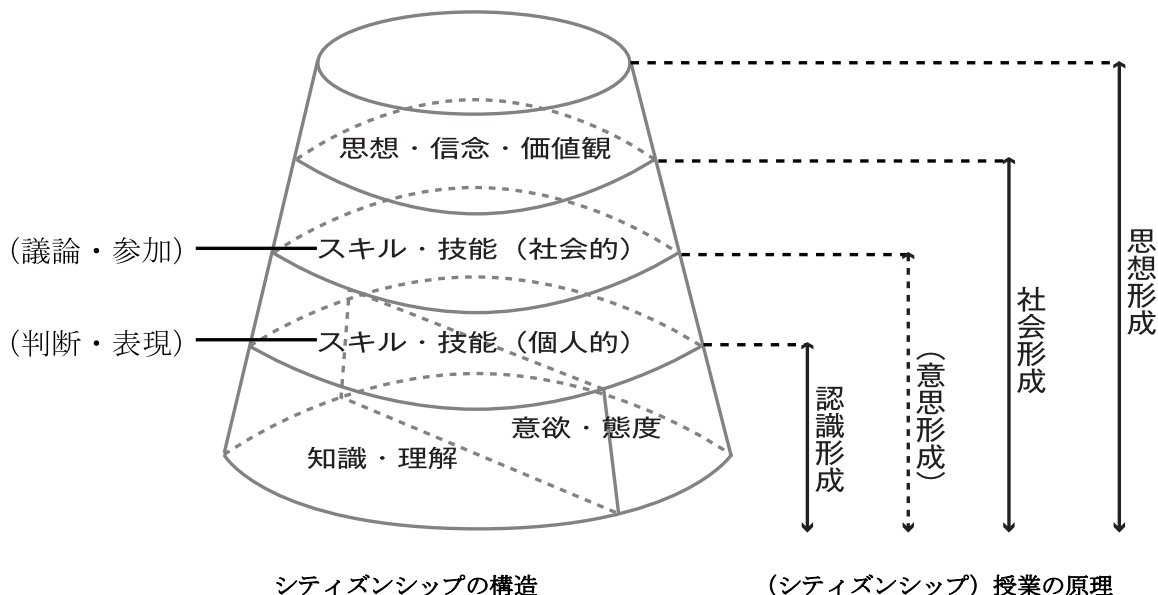 思想・信念・価値観
(議論・参加)
スキル・技能(社会的)
(判断・表現)
スキル・技能(個人的)
意欲・態度
知識・理解
認識形成
(意思形成)
社会形成
思想形成
シティズンシップの構造
(シティズンシップ)授業の原理